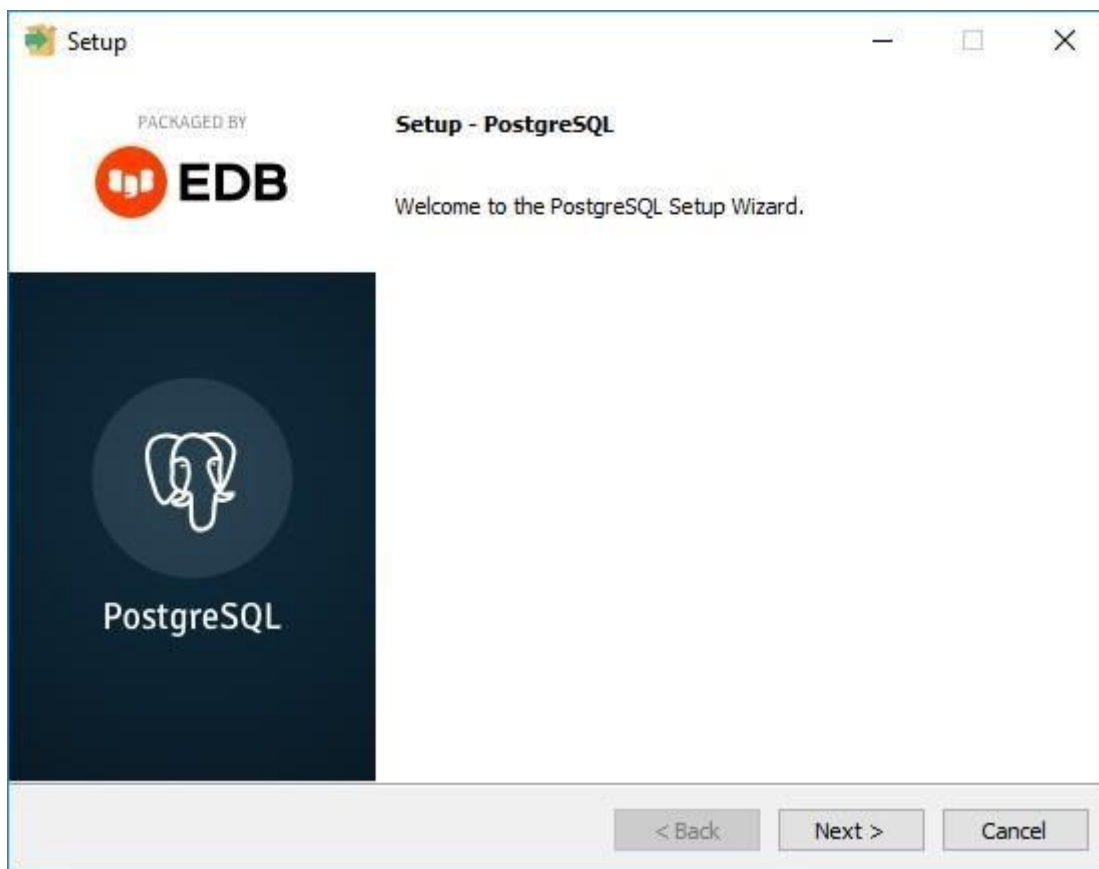 Setup
PACKAGED BY
EDB
Setup - PostgreSQL
Welcome to the PostgreSQL Setup Wizard.
PostgreSQL
< Back
Next >
Cancel